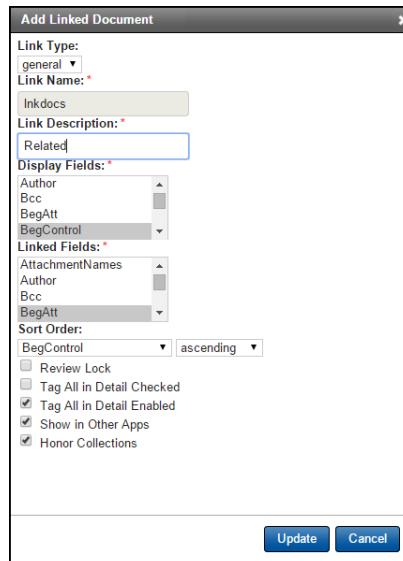 Add Linked Document
Link Type:
general
Link Name: *
lnkdocs
Link Description: *
Related
Display Fields: *
Author
Bcc
BegAtt
BegControl
Linked Fields: *
AttachmentNames
Author
Bcc
BegAtt
Sort Order:
BegControl ascending
Review Lock
Tag All in Detail Checked
Tag All in Detail Enabled
Show in Other Apps
Honor Collections
Update Cancel